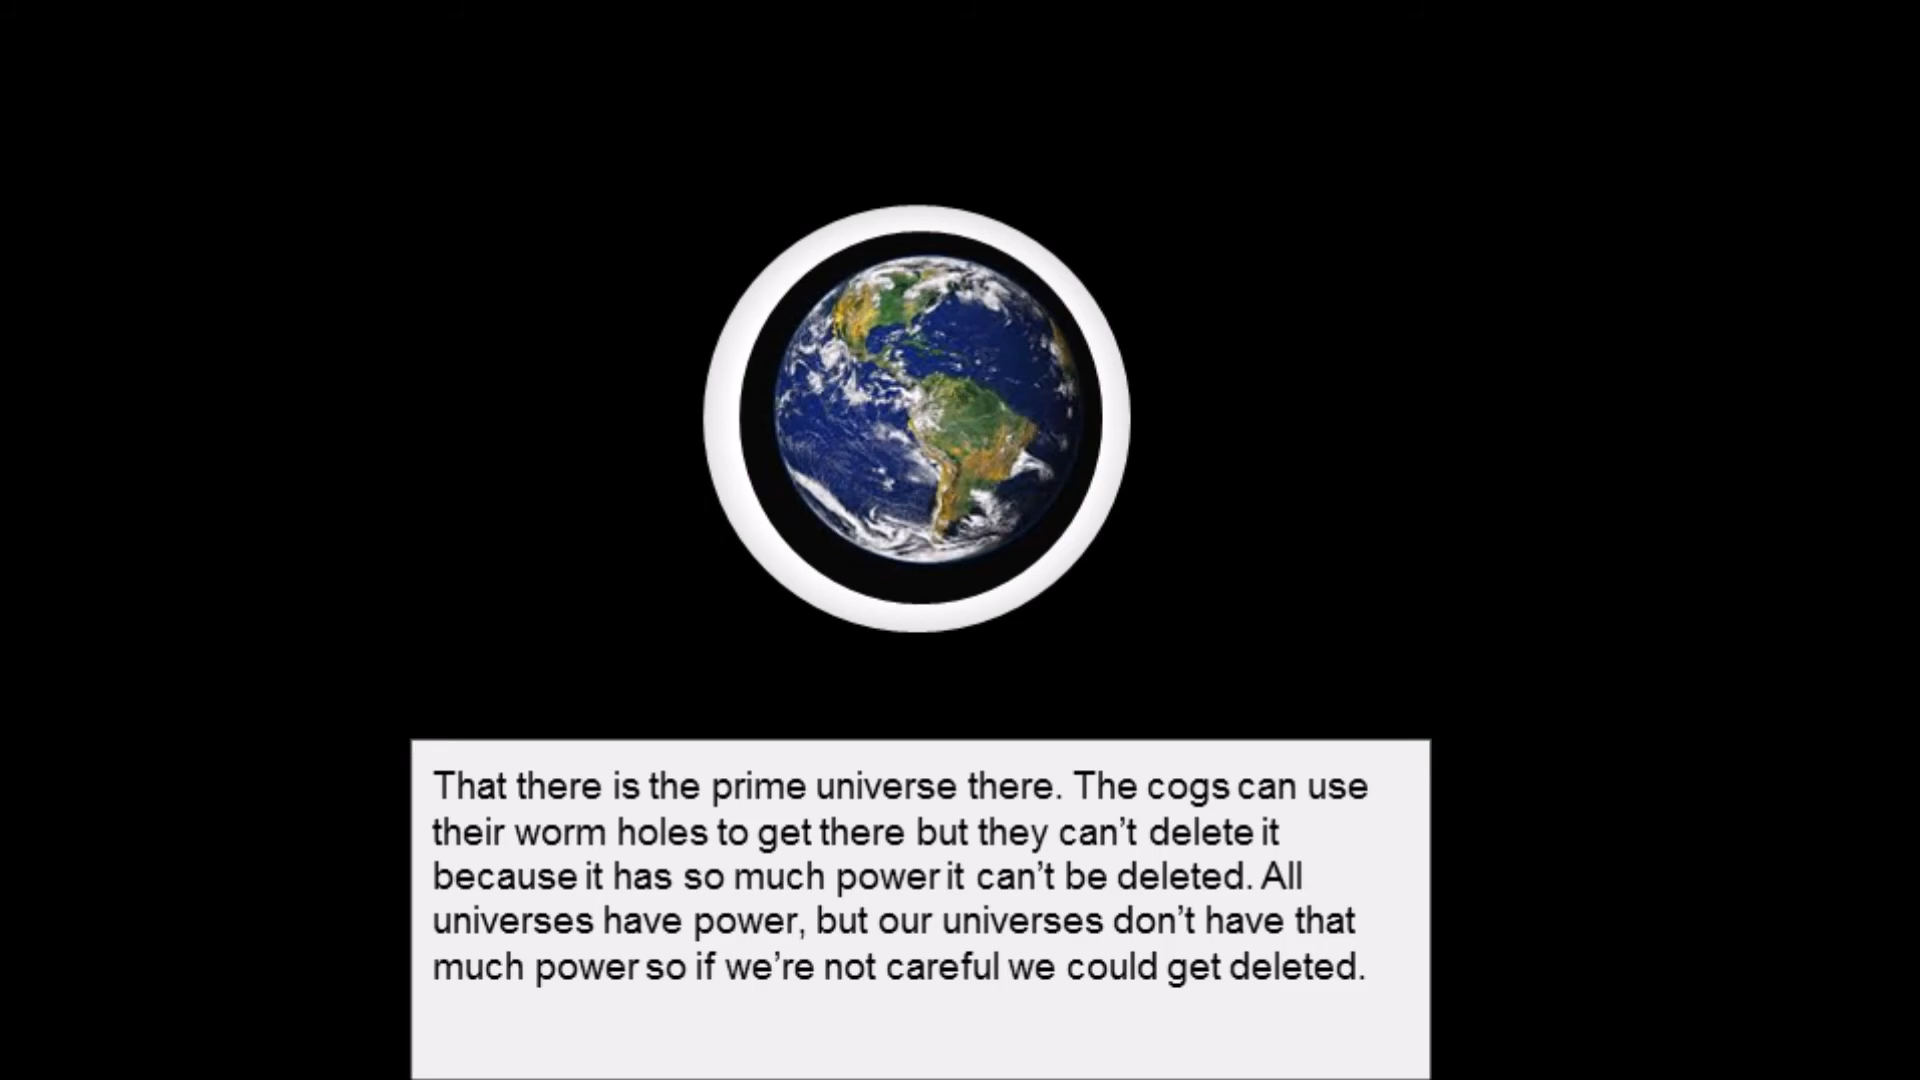 That there is the prime universe there. The cogs can use
their worm holes to get there but they can’t delete it
because it has so much power it can’t be deleted. All
universes have power, but our universes don’t have that
much power so if we’re not careful we could get deleted.